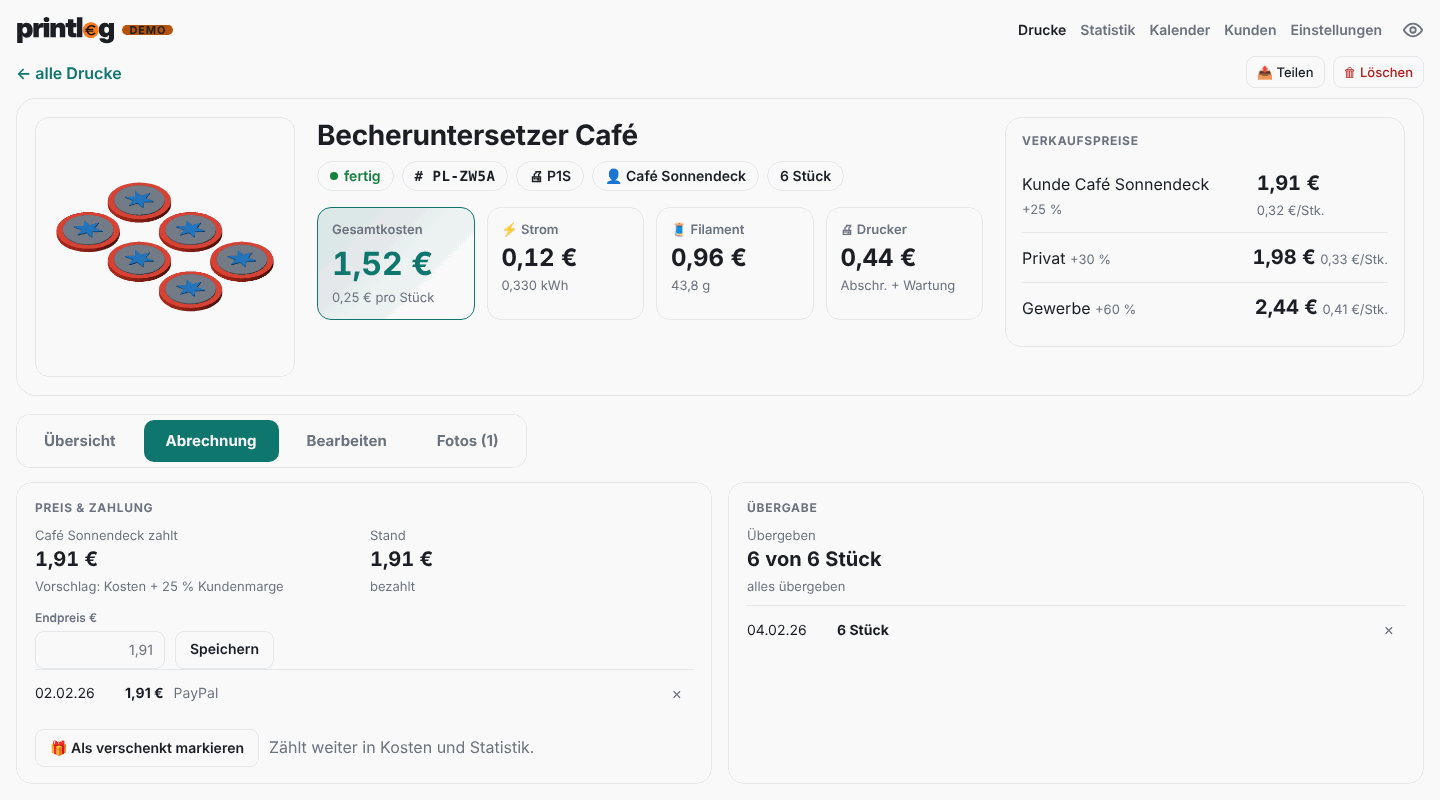 printl€g DEMO
Drucke Statistik Kalender Kunden Einstellungen
← alle Drucke
📤 Teilen 🗑 Löschen
Becheruntersetzer Café
fertig # PL-ZW5A 🖨 P1S 👤 Café Sonnendeck 6 Stück
Gesamtkosten
1,52 €
0,25 € pro Stück
⚡ Strom
0,12 €
0,330 kWh
🧵 Filament
0,96 €
43,8 g
🖨 Drucker
0,44 €
Abschr. + Wartung
VERKAUFSPREISE
Kunde Café Sonnendeck 1,91 €
+25 % 0,32 €/Stk.
Privat +30 % 1,98 € 0,33 €/Stk.
Gewerbe +60 % 2,44 € 0,41 €/Stk.
Übersicht Abrechnung Bearbeiten Fotos (1)
PREIS & ZAHLUNG
Café Sonnendeck zahlt
1,91 €
Vorschlag: Kosten + 25 % Kundenmarge
Stand
1,91 €
bezahlt
Endpreis €
1,91 Speichern
02.02.26 1,91 € PayPal ×
🎁 Als verschenkt markieren Zählt weiter in Kosten und Statistik.
ÜBERGABE
Übergeben
6 von 6 Stück
alles übergeben
04.02.26 6 Stück ×